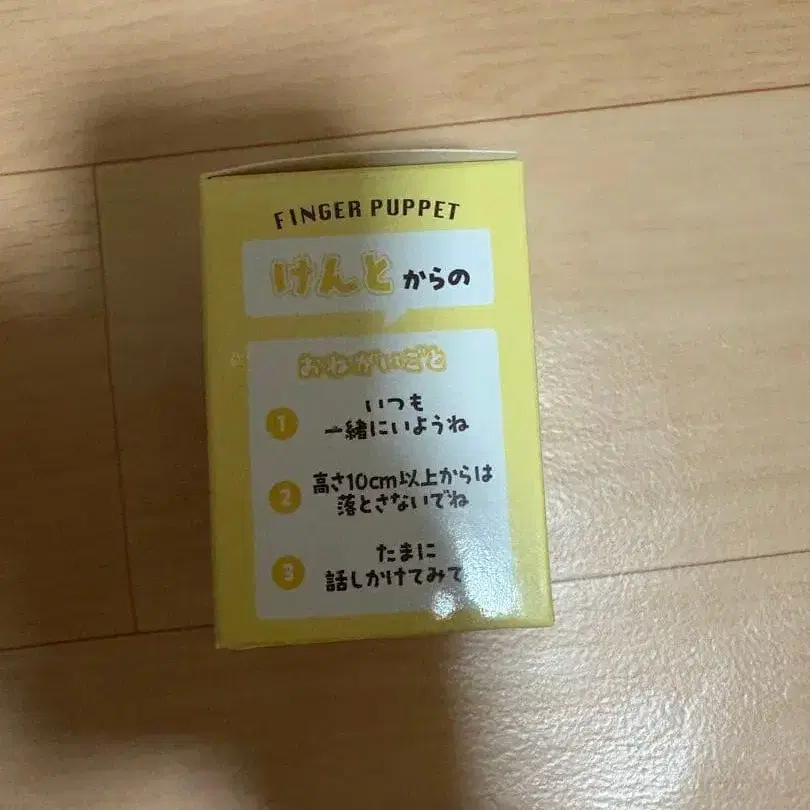 FINGER PUPPET
けんとからの
おねがいごと
1 いつも
一緒にいようね
2 高さ10cm以上からは
落とさないでね
3 たまに
話しかけてみて